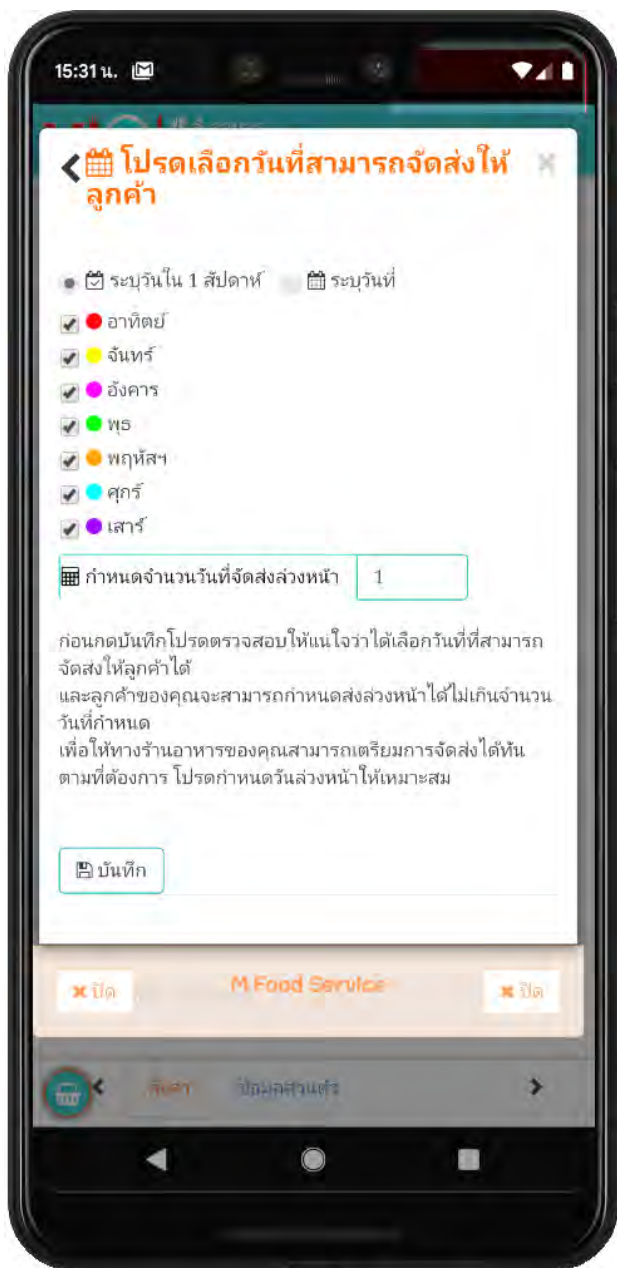 15:31 น.
โปรดเลือกวันที่สามารถจัดส่งให้
ลูกค้า
ระบุวันใน 1 สัปดาห์ ระบุวันที่
อาทิตย์
จันทร์
อังคาร
พุธ
พฤหัสฯ
ศุกร์
เสาร์
กำหนดจำนวนวันที่จัดส่งล่วงหน้า 1
ก่อนกดบันทึกโปรดตรวจสอบให้แน่ใจว่าได้เลือกวันที่ที่สามารถ
จัดส่งให้ลูกค้าได้
และลูกค้าของคุณจะสามารถกำหนดส่งล่วงหน้าได้ไม่เกินจำนวน
วันที่กำหนด
เพื่อให้ทางร้านอาหารของคุณสามารถเตรียมการจัดส่งได้ทัน
ตามที่ต้องการ โปรดกำหนดวันล่วงหน้าให้เหมาะสม
บันทึก
ปิด M Food Service ปิด
ข้อมูลส่วนตัว